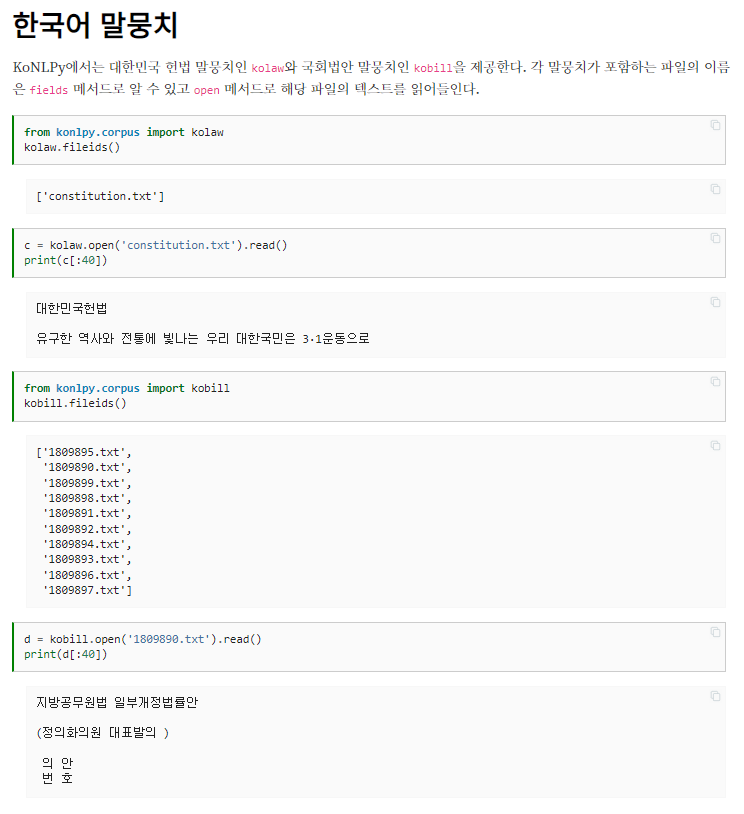 한국어 말뭉치
KoNLPy에서는 대한민국 헌법 말뭉치인 kolaw와 국회법안 말뭉치인 kobill을 제공한다. 각 말뭉치가 포함하는 파일의 이름
은 fields 메서드로 알 수 있고 open 메서드로 해당 파일의 텍스트를 읽어들인다.
from konlpy.corpus import kolaw
kolaw.fileids()
['constitution.txt']
c = kolaw.open('constitution.txt').read()
print(c[:40])
대한민국헌법
유구한 역사와 전통에 빛나는 우리 대한국민은 3·1운동으로
from konlpy.corpus import kobill
kobill.fileids()
['1809895.txt',
'1809890.txt',
'1809899.txt',
'1809898.txt',
'1809891.txt',
'1809892.txt',
'1809894.txt',
'1809893.txt',
'1809896.txt',
'1809897.txt']
d = kobill.open('1809890.txt').read()
print(d[:40])
지방공무원법 일부개정법률안
(정의화의원 대표발의 )
의 안
번 호